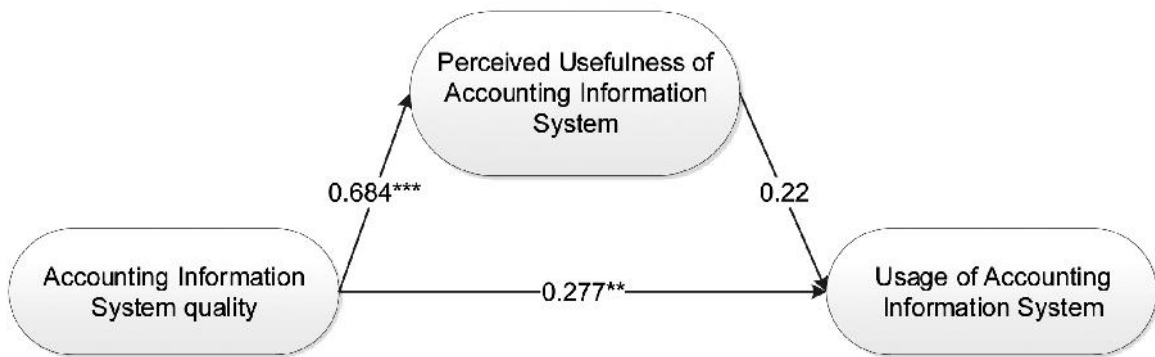 Perceived Usefulness of
Accounting Information
System
0.684***
0.22
Accounting Information
System quality
0.277**
Usage of Accounting
Information System